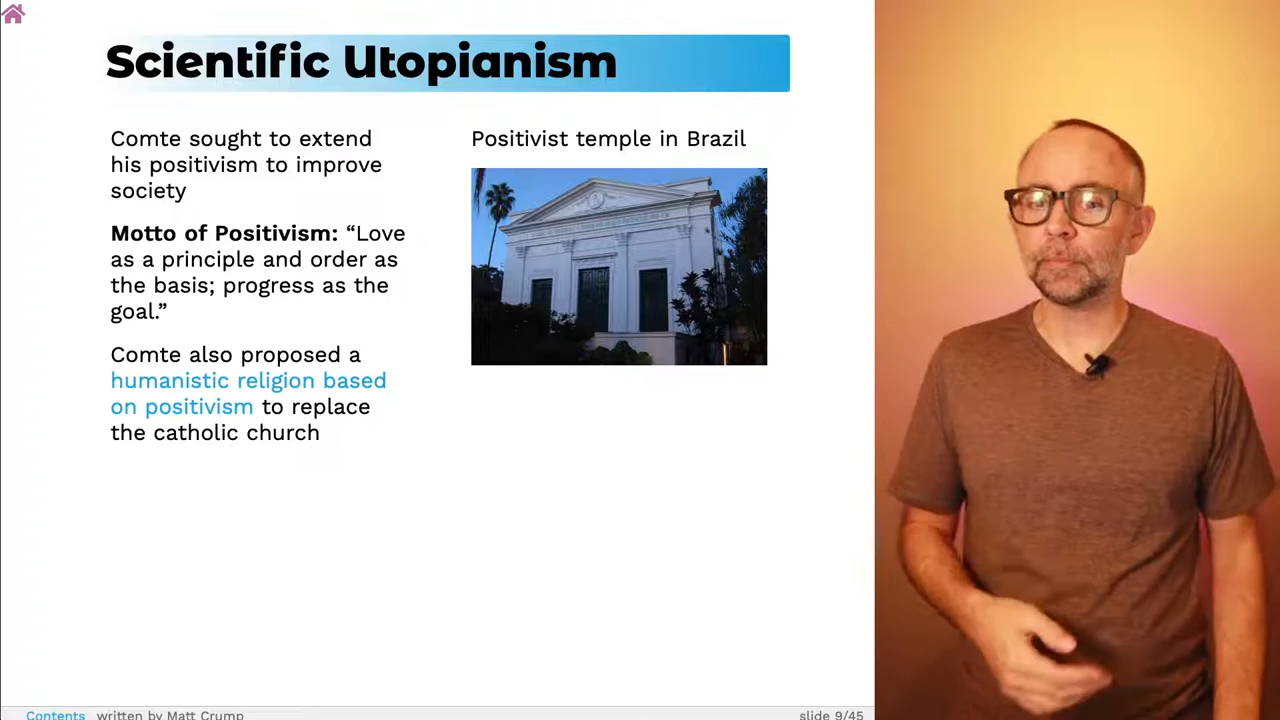 Scientific Utopianism
Comte sought to extend
his positivism to improve
society
Motto of Positivism: “Love
as a principle and order as
the basis; progress as the
goal.”
Comte also proposed a
humanistic religion based
on positivism to replace
the catholic church
Positivist temple in Brazil
Contents written by Matt Crump
slide 9/45